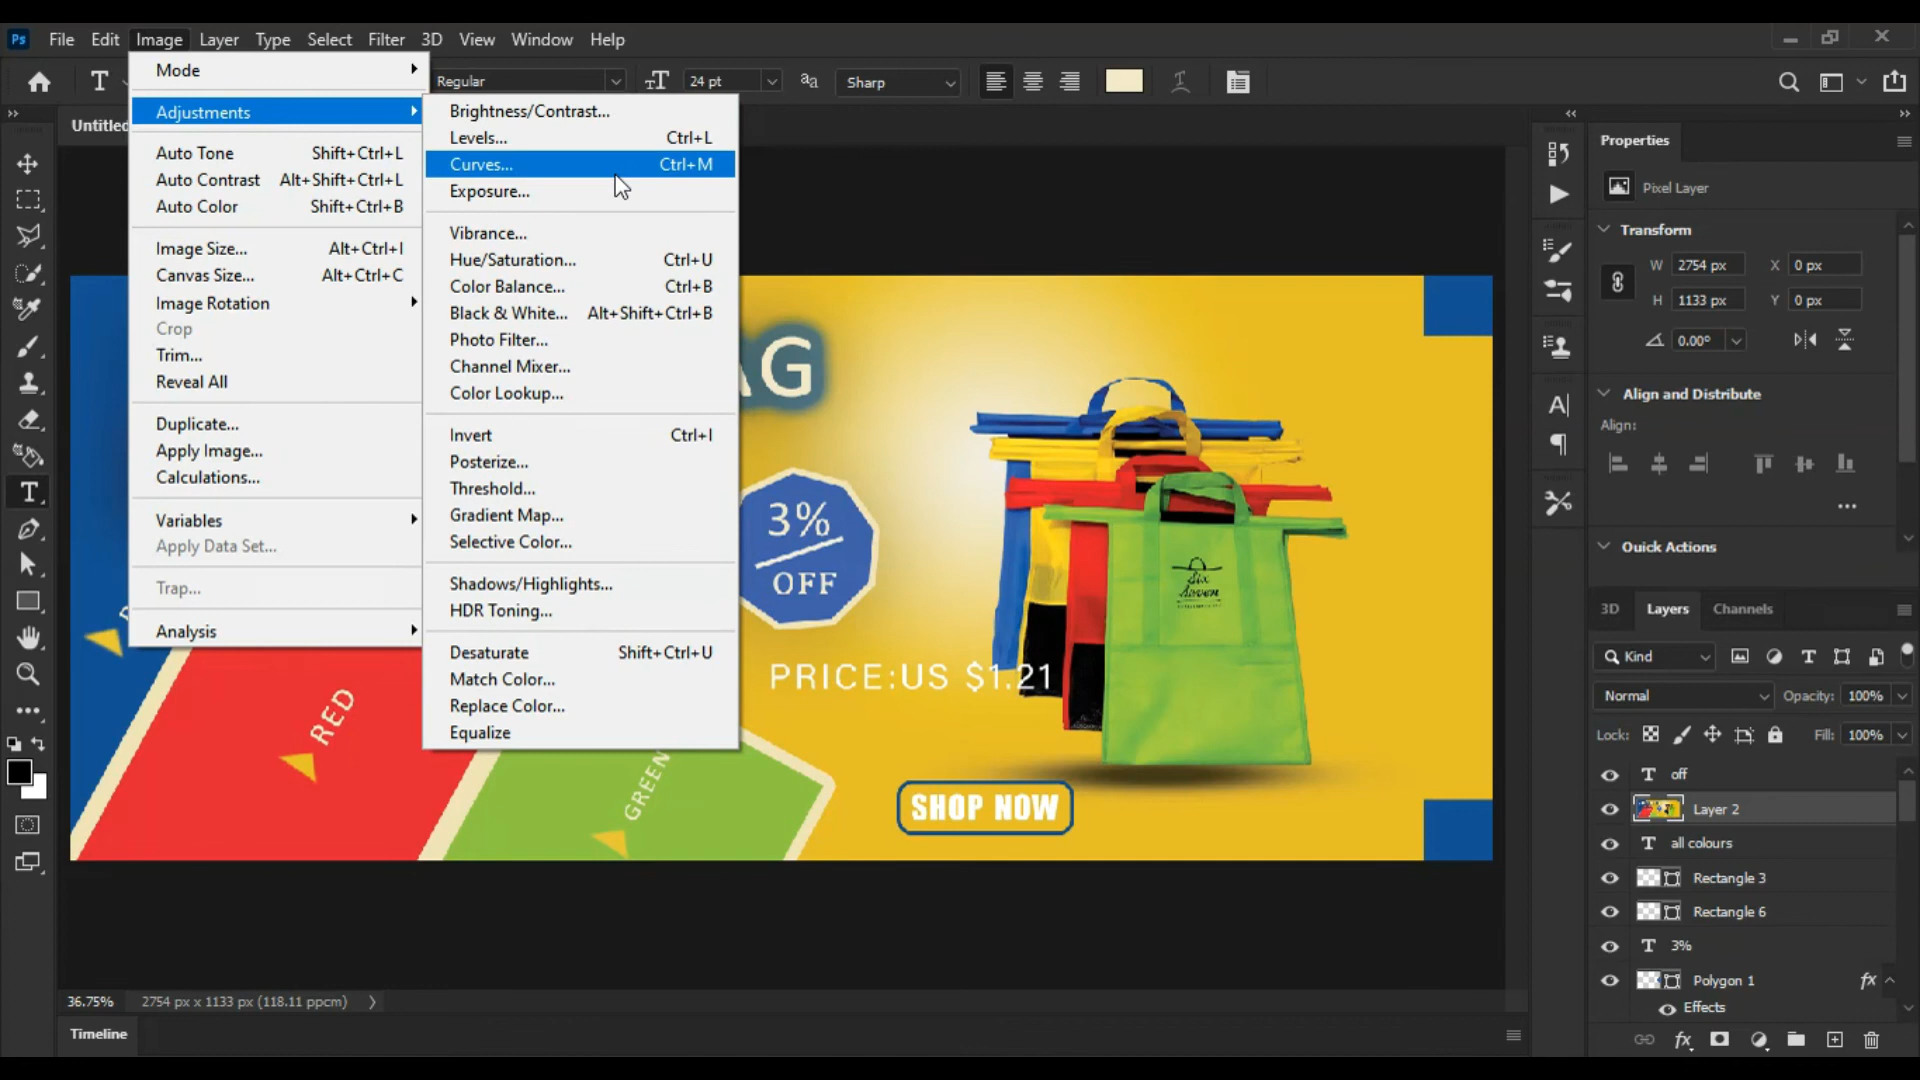 Ps File Edit Image Layer Type Select Filter 3D View Window Help
T Regular 24 pt aa Sharp
Untitled
Mode
Adjustments
Auto Tone Shift+Ctrl+L
Auto Contrast Alt+Shift+Ctrl+L
Auto Color Shift+Ctrl+B
Image Size... Alt+Ctrl+I
Canvas Size... Alt+Ctrl+C
Image Rotation
Crop
Trim...
Reveal All
Duplicate...
Apply Image...
Calculations...
Variables
Apply Data Set...
Trap...
Analysis
Brightness/Contrast...
Levels... Ctrl+L
Curves... Ctrl+M
Exposure...
Vibrance...
Hue/Saturation... Ctrl+U
Color Balance... Ctrl+B
Black & White... Alt+Shift+Ctrl+B
Photo Filter...
Channel Mixer...
Color Lookup...
Invert Ctrl+I
Posterize...
Threshold...
Gradient Map...
Selective Color...
Shadows/Highlights...
HDR Toning...
Desaturate Shift+Ctrl+U
Match Color...
Replace Color...
Equalize
AG
3%
OFF
Six
Seven
PRICE:US $1.21
RED
GREEN
SHOP NOW
Properties
Pixel Layer
Transform
W 2754 px X 0 px
H 1133 px Y 0 px
0.00°
Align and Distribute
Align:
Quick Actions
3D Layers Channels
Kind
Normal Opacity: 100%
Lock: Fill: 100%
off
Layer 2
all colours
Rectangle 3
Rectangle 6
3%
Polygon 1 fx
Effects
fx
36.75% 2754 px x 1133 px (118.11 ppcm)
Timeline